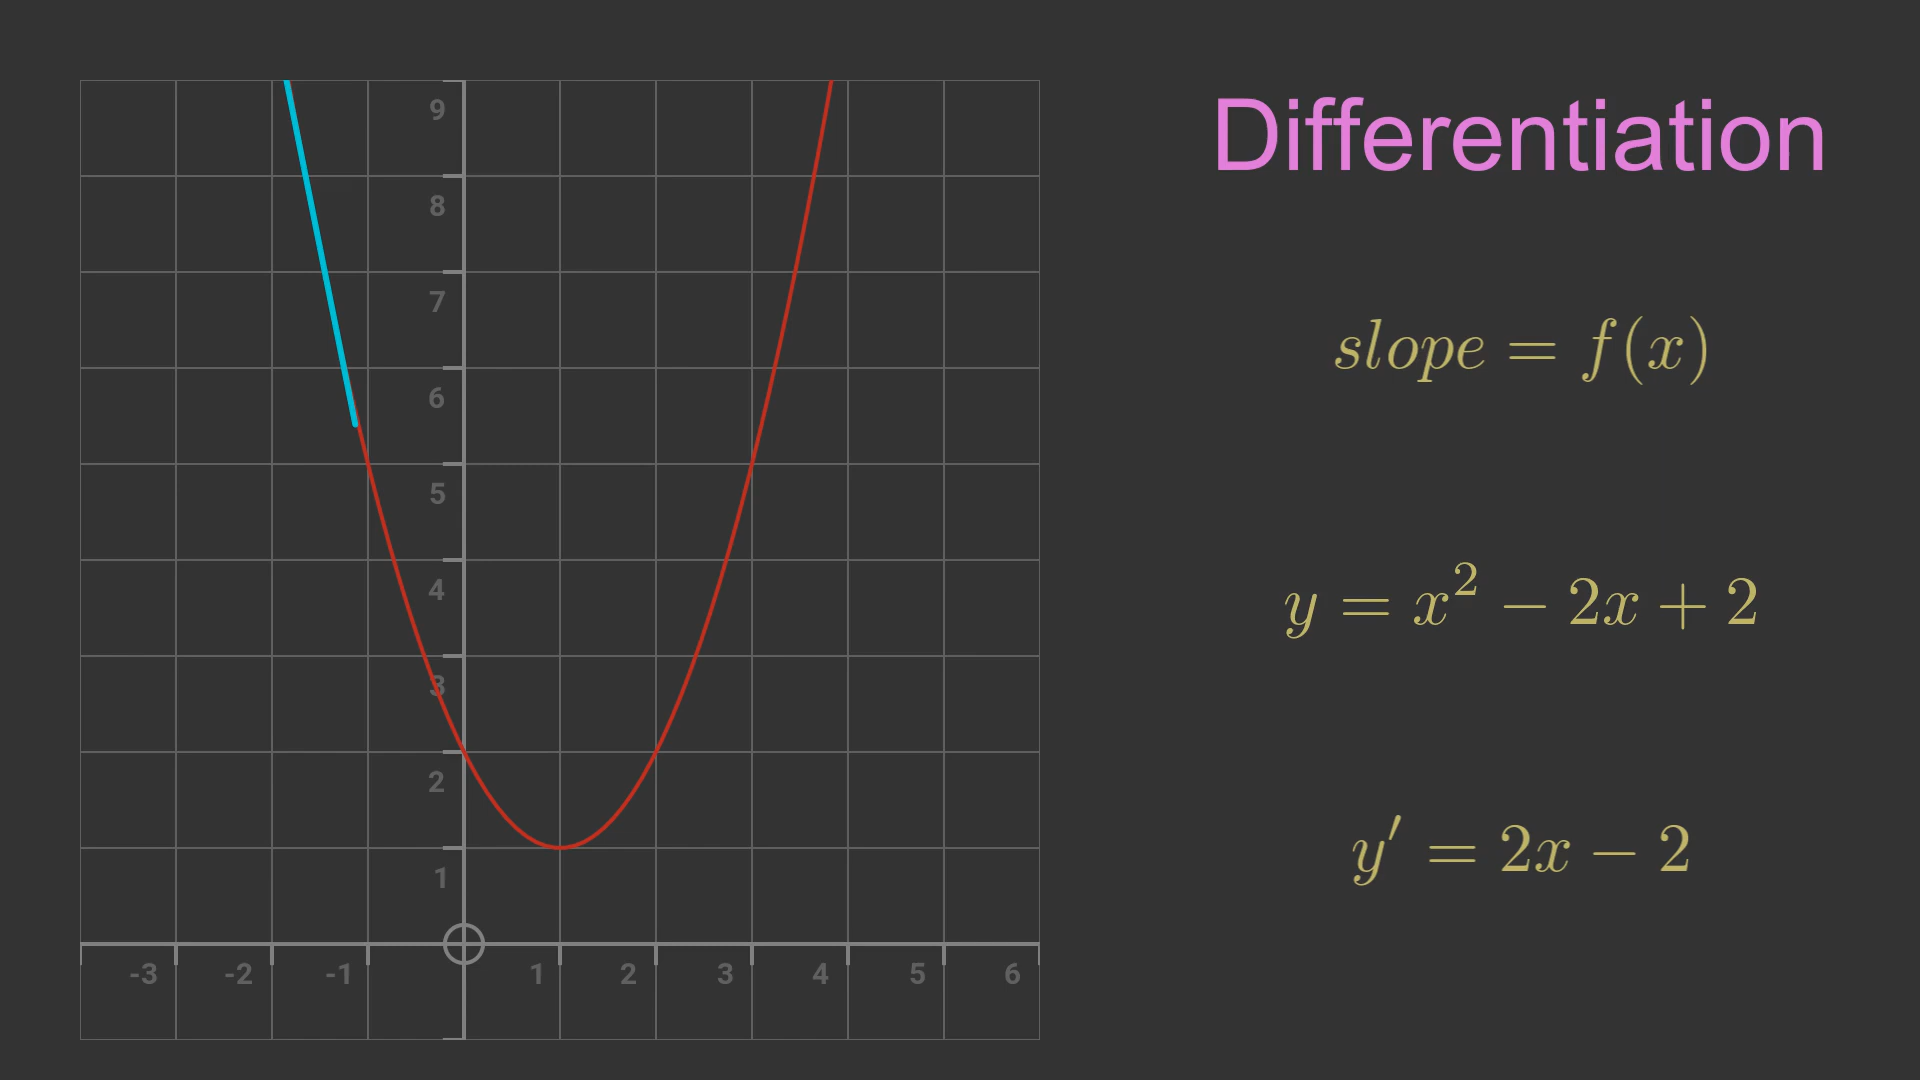 Differentiation
slope = f(x)
y = x² − 2x + 2
y′ = 2x − 2
9
8
7
6
5
4
3
2
1
-3 -2 -1 1 2 3 4 5 6